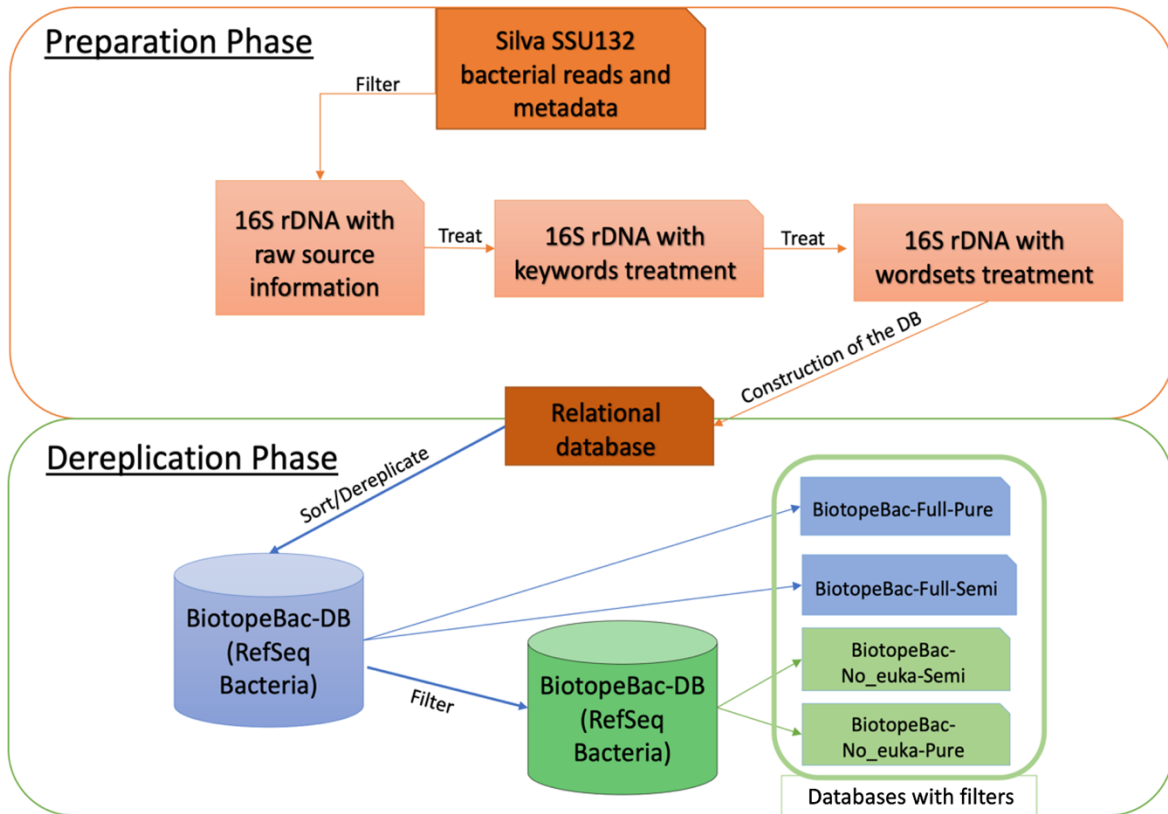 Preparation Phase
Silva SSU132
bacterial reads and
metadata
Filter
16S rDNA with
raw source
information
Treat
16S rDNA with
keywords treatment
Treat
16S rDNA with
wordsets treatment
Construction of the DB
Relational
database
Dereplication Phase
Sort/Dereplicate
BiotopeBac-DB
(RefSeq
Bacteria)
Filter
BiotopeBac-DB
(RefSeq
Bacteria)
BiotopeBac-Full-Pure
BiotopeBac-Full-Semi
BiotopeBac-
No_euka-Semi
BiotopeBac-
No_euka-Pure
Databases with filters